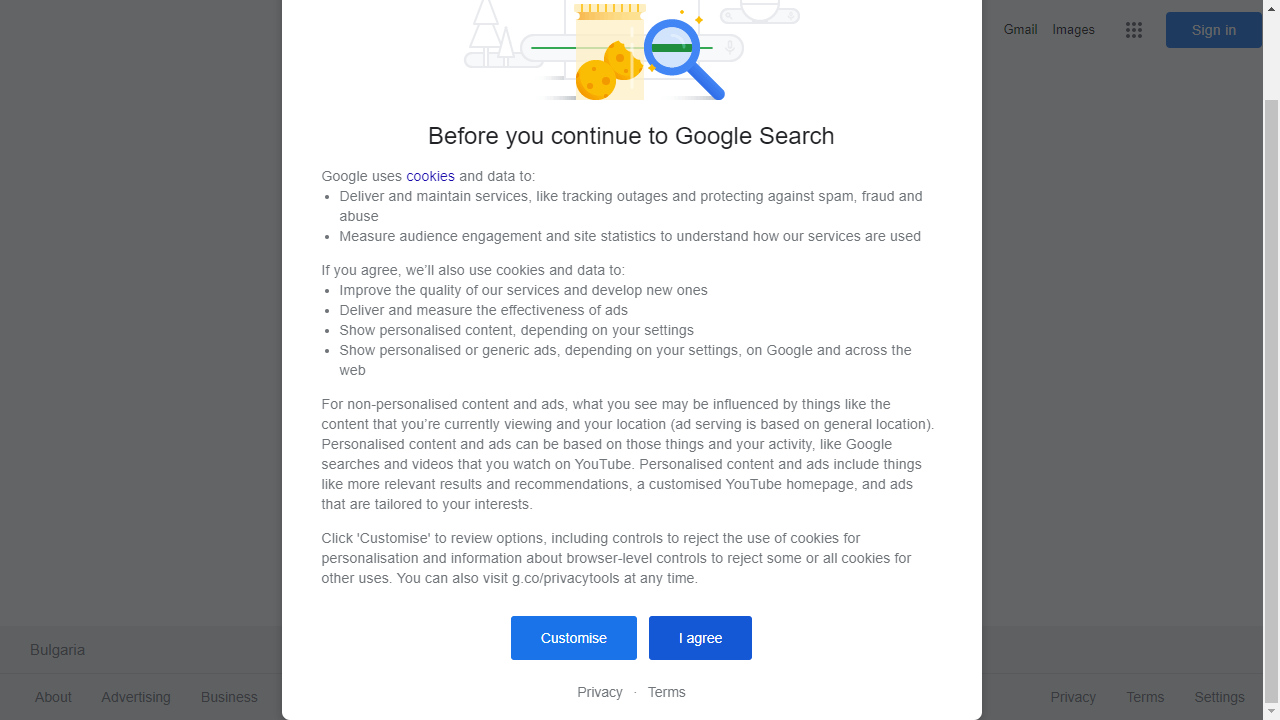 Gmail Images Sign in
Before you continue to Google Search
Google uses cookies and data to:
• Deliver and maintain services, like tracking outages and protecting against spam, fraud and
abuse
• Measure audience engagement and site statistics to understand how our services are used
If you agree, we’ll also use cookies and data to:
• Improve the quality of our services and develop new ones
• Deliver and measure the effectiveness of ads
• Show personalised content, depending on your settings
• Show personalised or generic ads, depending on your settings, on Google and across the
web
For non-personalised content and ads, what you see may be influenced by things like the
content that you’re currently viewing and your location (ad serving is based on general location).
Personalised content and ads can be based on those things and your activity, like Google
searches and videos that you watch on YouTube. Personalised content and ads include things
like more relevant results and recommendations, a customised YouTube homepage, and ads
that are tailored to your interests.
Click 'Customise' to review options, including controls to reject the use of cookies for
personalisation and information about browser-level controls to reject some or all cookies for
other uses. You can also visit g.co/privacytools at any time.
Customise I agree
Privacy · Terms
Bulgaria
About Advertising Business Privacy Terms Settings